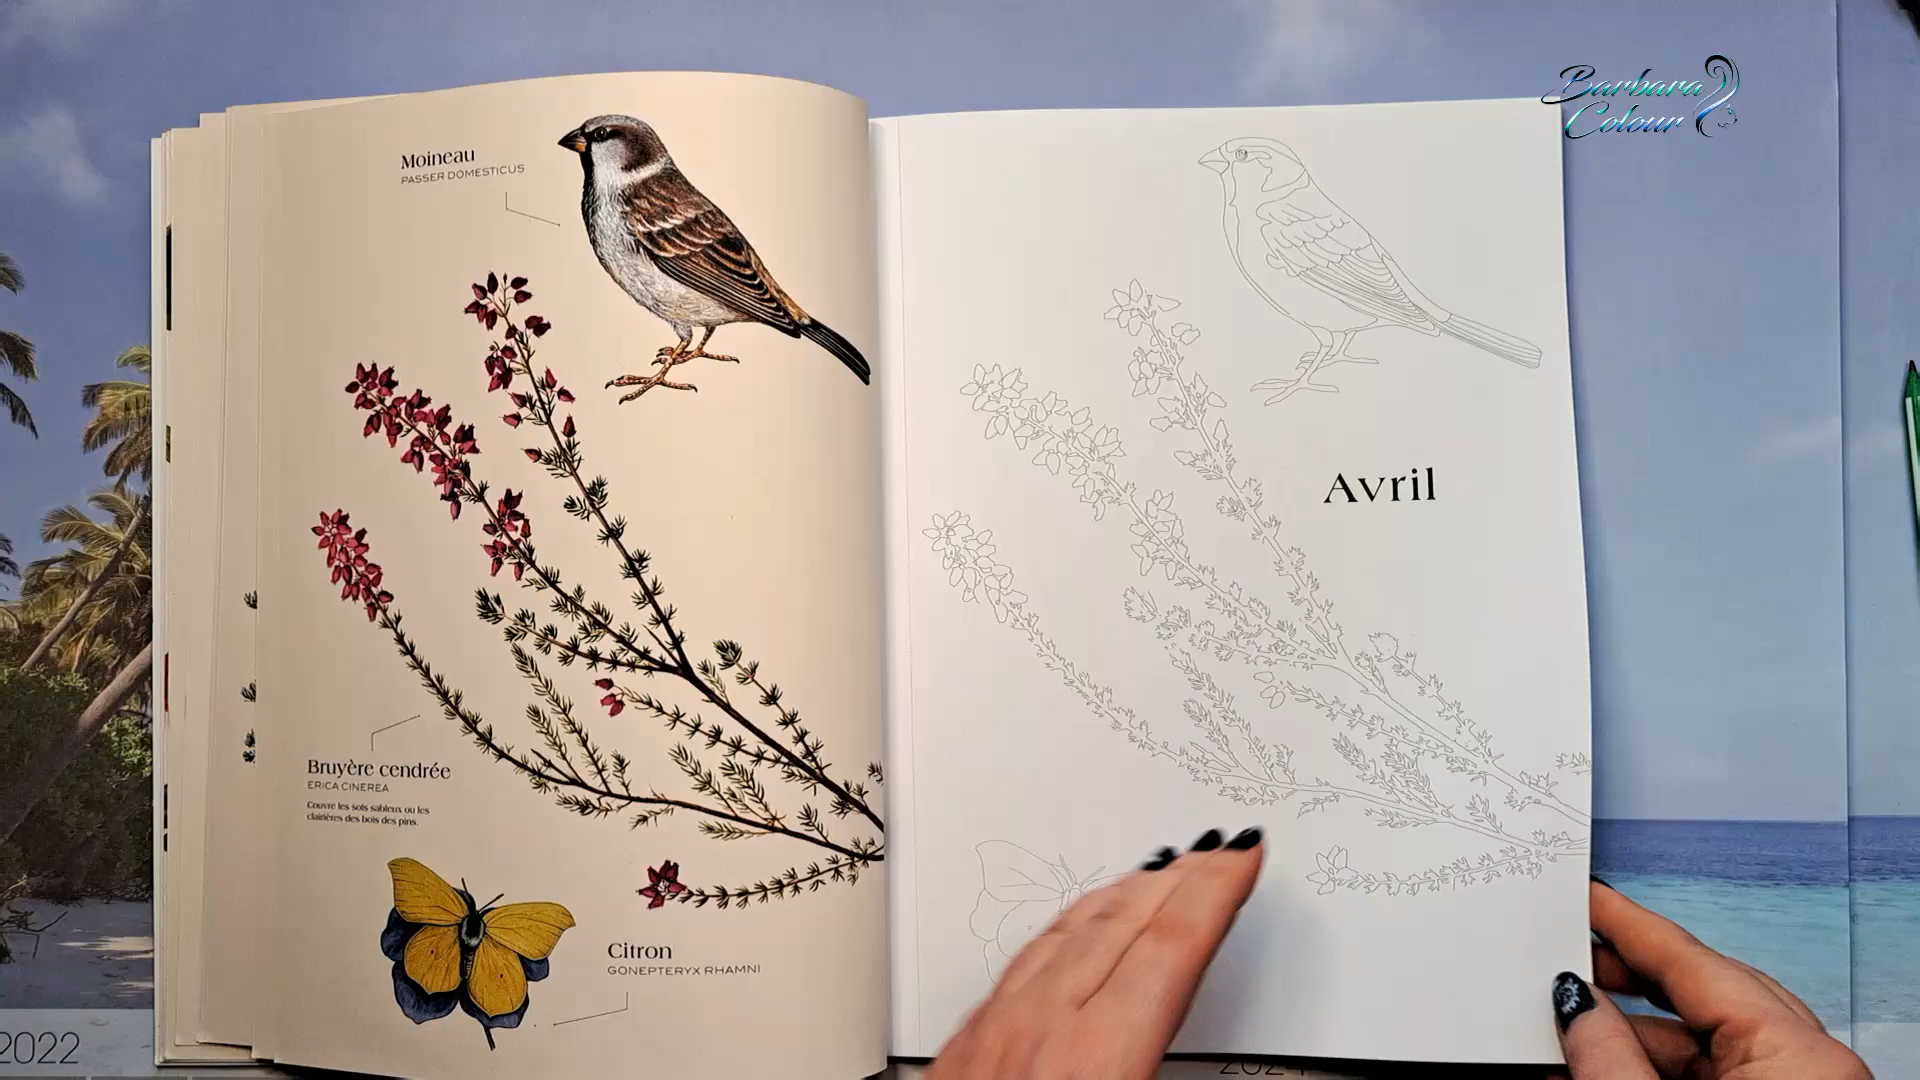 Barbara
Colour
Moineau
PASSER DOMESTICUS
Avril
Bruyère cendrée
ERICA CINEREA
Couvre les sols sableux ou les
clairières des bois des pins.
Citron
GONEPTERYX RHAMNI
2022